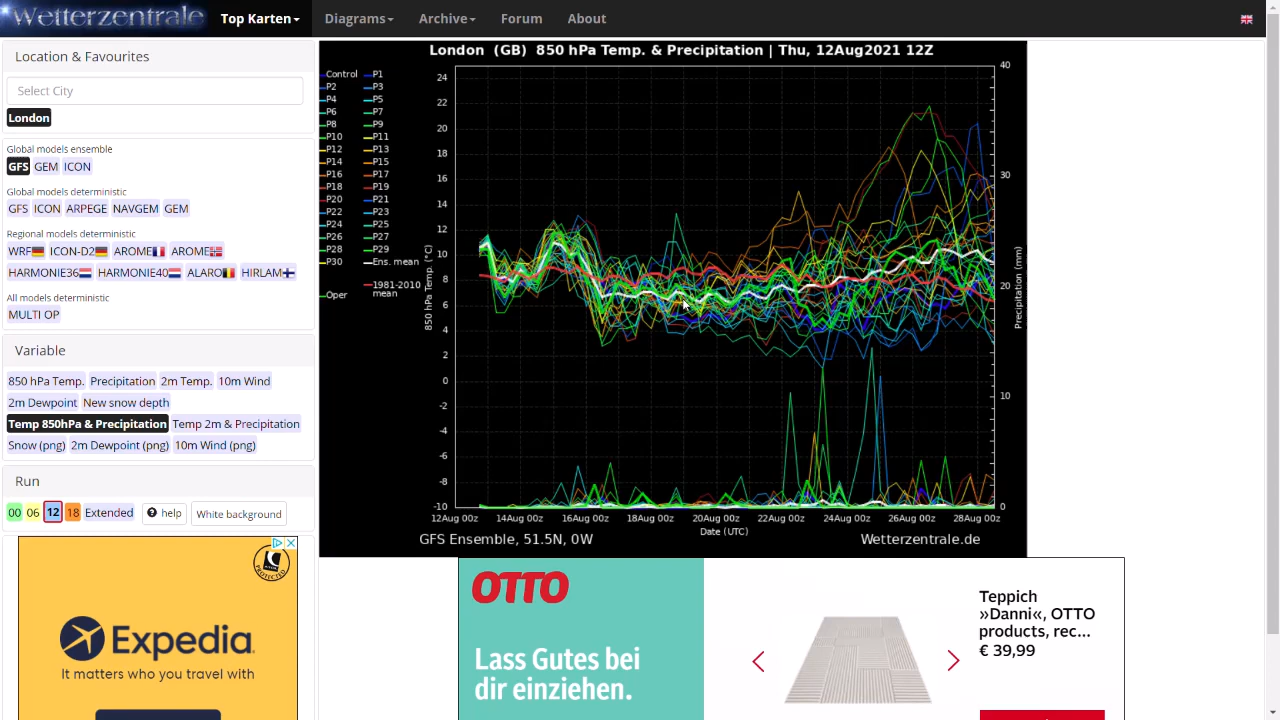 Wetterzentrale
Top Karten
Diagrams
Archive
Forum
About
Location & Favourites
Select City
London
Global models ensemble
GFS GEM ICON
Global models deterministic
GFS ICON ARPEGE NAVGEM GEM
Regional models deterministic
WRF ICON-D2 AROME AROME
HARMONIE36 HARMONIE40 ALARO HIRLAM
All models deterministic
MULTI OP
Variable
850 hPa Temp. Precipitation 2m Temp. 10m Wind
2m Dewpoint New snow depth
Temp 850hPa & Precipitation Temp 2m & Precipitation
Snow (png) 2m Dewpoint (png) 10m Wind (png)
Run
00 06 12 18 Extended help White background
PROTECTED
Expedia
It matters who you travel with
London (GB) 850 hPa Temp. & Precipitation | Thu, 12Aug2021 12Z
Control P1
P2 P3
P4 P5
P6 P7
P8 P9
P10 P11
P12 P13
P14 P15
P16 P17
P18 P19
P20 P21
P22 P23
P24 P25
P26 P27
P28 P29
P30 Ens. mean
Oper 1981-2010
mean
850 hPa Temp. (°C)
24
22
20
18
16
14
12
10
8
6
4
2
0
-2
-4
-6
-8
-10
40
30
20
10
0
Precipitation (mm)
12Aug 00z 14Aug 00z 16Aug 00z 18Aug 00z 20Aug 00z 22Aug 00z 24Aug 00z 26Aug 00z 28Aug 00z
Date (UTC)
GFS Ensemble, 51.5N, 0W
Wetterzentrale.de
OTTO
Lass Gutes bei
dir einziehen.
Teppich
»Danni«, OTTO
products, rec...
€ 39,99